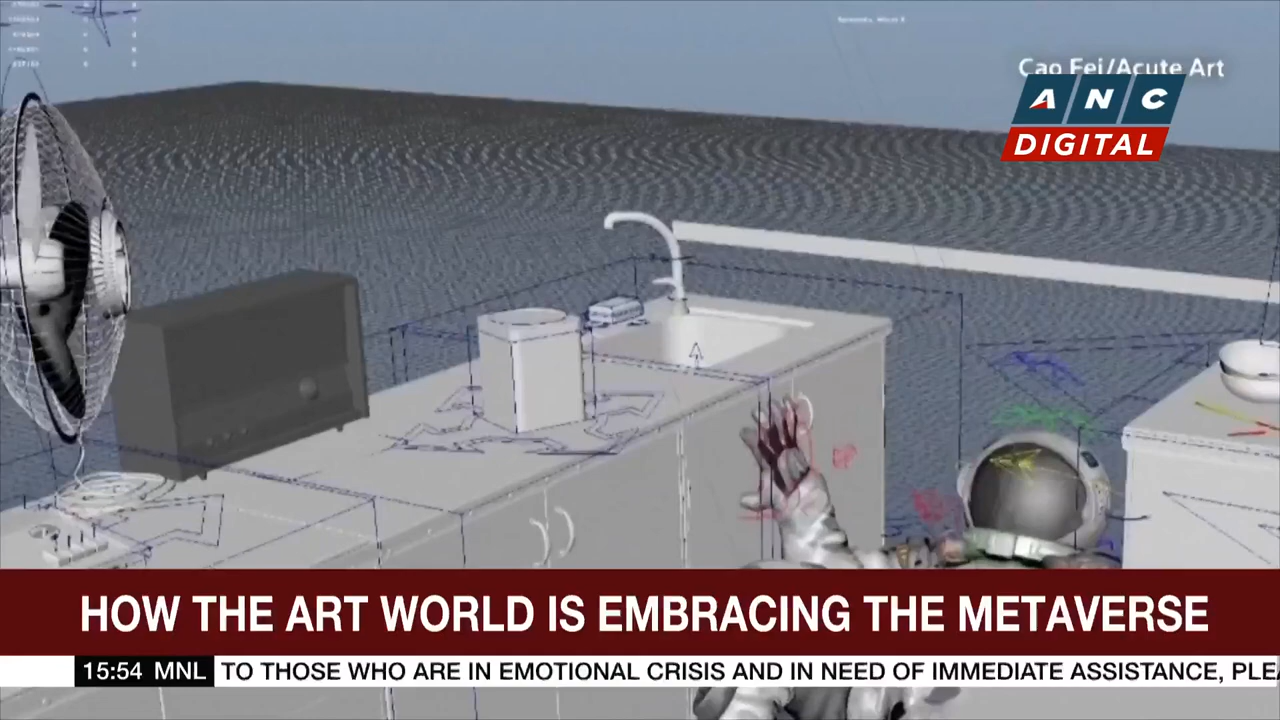 Cao Fei/Acute Art
ANC
DIGITAL
HOW THE ART WORLD IS EMBRACING THE METAVERSE
15:54 MNL TO THOSE WHO ARE IN EMOTIONAL CRISIS AND IN NEED OF IMMEDIATE ASSISTANCE, PLEA